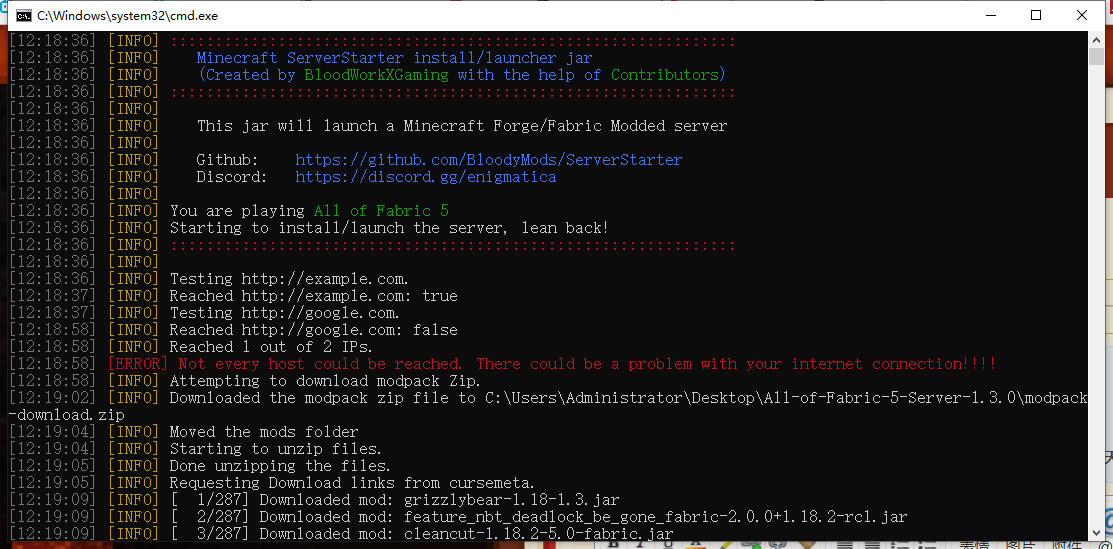 C:\Windows\system32\cmd.exe
[12:18:36] [INFO] :::::::::::::::::::::::::::::::::::::::::::::::::::::::::::::::
[12:18:36] [INFO]    Minecraft ServerStarter install/launcher jar
[12:18:36] [INFO]    (Created by BloodWorkXGaming with the help of Contributors)
[12:18:36] [INFO] :::::::::::::::::::::::::::::::::::::::::::::::::::::::::::::::
[12:18:36] [INFO]
[12:18:36] [INFO]    This jar will launch a Minecraft Forge/Fabric Modded server
[12:18:36] [INFO]
[12:18:36] [INFO]    Github:    https://github.com/BloodyMods/ServerStarter
[12:18:36] [INFO]    Discord:   https://discord.gg/enigmatica
[12:18:36] [INFO]
[12:18:36] [INFO] You are playing All of Fabric 5
[12:18:36] [INFO] Starting to install/launch the server, lean back!
[12:18:36] [INFO] :::::::::::::::::::::::::::::::::::::::::::::::::::::::::::::::
[12:18:36] [INFO]
[12:18:36] [INFO] Testing http://example.com.
[12:18:37] [INFO] Reached http://example.com: true
[12:18:37] [INFO] Testing http://google.com.
[12:18:58] [INFO] Reached http://google.com: false
[12:18:58] [INFO] Reached 1 out of 2 IPs.
[12:18:58] [ERROR] Not every host could be reached. There could be a problem with your internet connection!!!!
[12:18:58] [INFO] Attempting to download modpack Zip.
[12:19:02] [INFO] Downloaded the modpack zip file to C:\Users\Administrator\Desktop\All-of-Fabric-5-Server-1.3.0\modpack
-download.zip
[12:19:04] [INFO] Moved the mods folder
[12:19:04] [INFO] Starting to unzip files.
[12:19:05] [INFO] Done unzipping the files.
[12:19:05] [INFO] Requesting Download links from cursemeta.
[12:19:09] [INFO] [  1/287] Downloaded mod: grizzlybear-1.18-1.3.jar
[12:19:09] [INFO] [  2/287] Downloaded mod: feature_nbt_deadlock_be_gone_fabric-2.0.0+1.18.2-rc1.jar
[12:19:09] [INFO] [  3/287] Downloaded mod: cleancut-1.18.2-5.0-fabric.jar